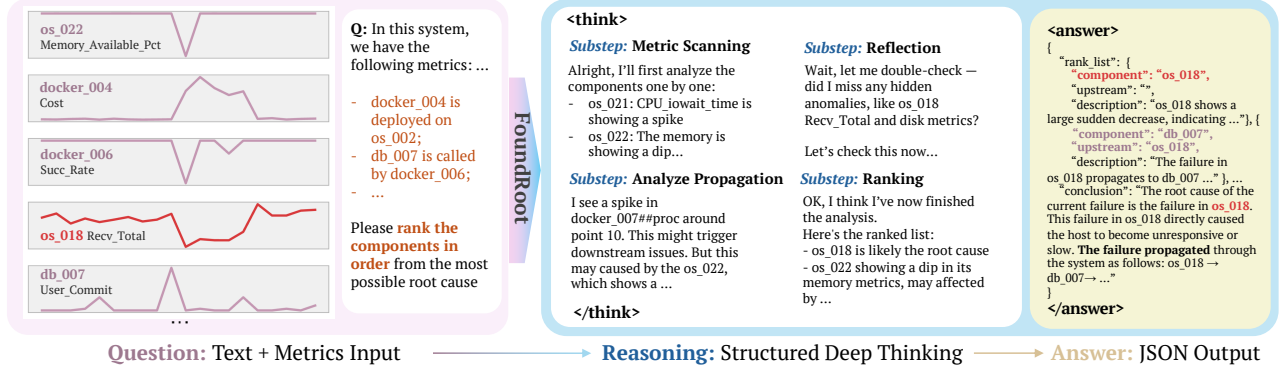 os_022
Memory_Available_Pct
docker_004
Cost
docker_006
Succ_Rate
os_018 Recv_Total
db_007
User_Commit
...
Q: In this system,
we have the
following metrics: ...
- docker_004 is
deployed on
os_002;
- db_007 is called
by docker_006;
- ...
Please rank the
components in
order from the most
possible root cause
FoundRoot
<think>
Substep: Metric Scanning
Alright, I'll first analyze the
components one by one:
- os_021: CPU_iowait_time is
showing a spike
- os_022: The memory is
showing a dip...
Substep: Analyze Propagation
I see a spike in
docker_007##proc around
point 10. This might trigger
downstream issues. But this
may caused by the os_022,
which shows a ...
</think>
Substep: Reflection
Wait, let me double-check —
did I miss any hidden
anomalies, like os_018
Recv_Total and disk metrics?
Let's check this now...
Substep: Ranking
OK, I think I've now finished
the analysis.
Here's the ranked list:
- os_018 is likely the root cause
- os_022 showing a dip in its
memory metrics, may affected
by ...
<answer>
{
"rank_list": {
"component": "os_018",
"upstream": "",
"description": "os_018 shows a
large sudden decrease, indicating ..."}, {
"component": "db_007",
"upstream": "os_018",
"description": "The failure in
os_018 propagates to db_007 ..." }, ...
"conclusion": "The root cause of the
current failure is the failure in os_018.
This failure in os_018 directly caused
the host to become unresponsive or
slow. The failure propagated through
the system as follows: os_018 →
db_007→ ..."
}
</answer>
Question: Text + Metrics Input
Reasoning: Structured Deep Thinking
Answer: JSON Output